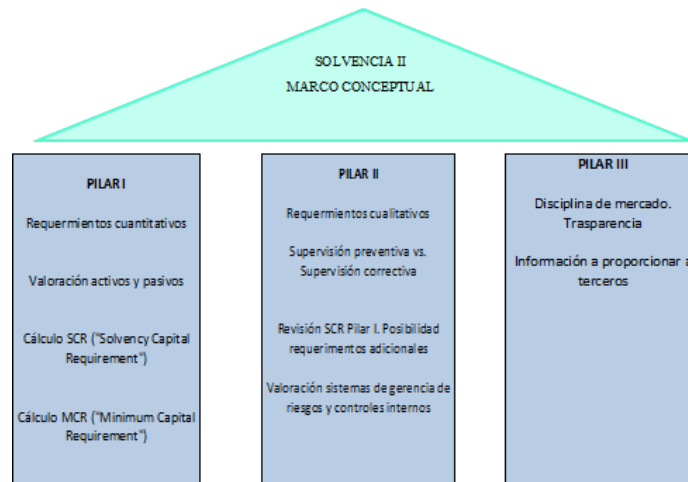 SOLVENCIA II
MARCO CONCEPTUAL
PILAR I
Requermientos cuantitativos
Valoración activos y pasivos
Cálculo SCR ("Solvency Capital
Requirement")
Cálculo MCR ("Minimum Capital
Requirement")
PILAR II
Requermientos cualitativos
Supervisión preventiva vs.
Supervisión correctiva
Revisión SCR Pilar I. Posibilidad
requerimentos adicionales
Valoración sistemas de gerencia de
riesgos y controles internos
PILAR III
Disciplina de mercado.
Trasparencia
Información a proporcionar a
terceros